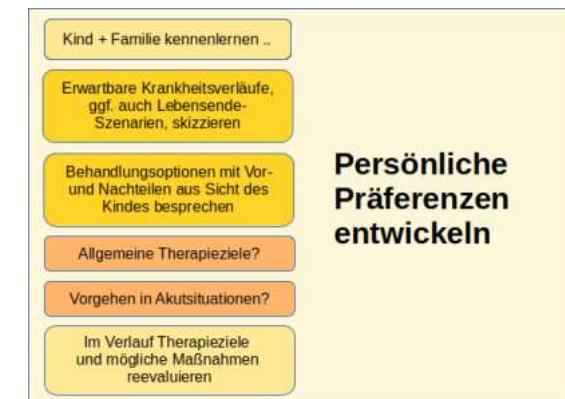 Kind + Familie kennenlernen ..
Erwartbare Krankheitsverläufe,
ggf. auch Lebensende-
Szenarien, skizzieren
Behandlungsoptionen mit Vor-
und Nachteilen aus Sicht des
Kindes besprechen
Allgemeine Therapieziele?
Vorgehen in Akutsituationen?
Im Verlauf Therapieziele
und mögliche Maßnahmen
reevaluieren
Persönliche
Präferenzen
entwickeln